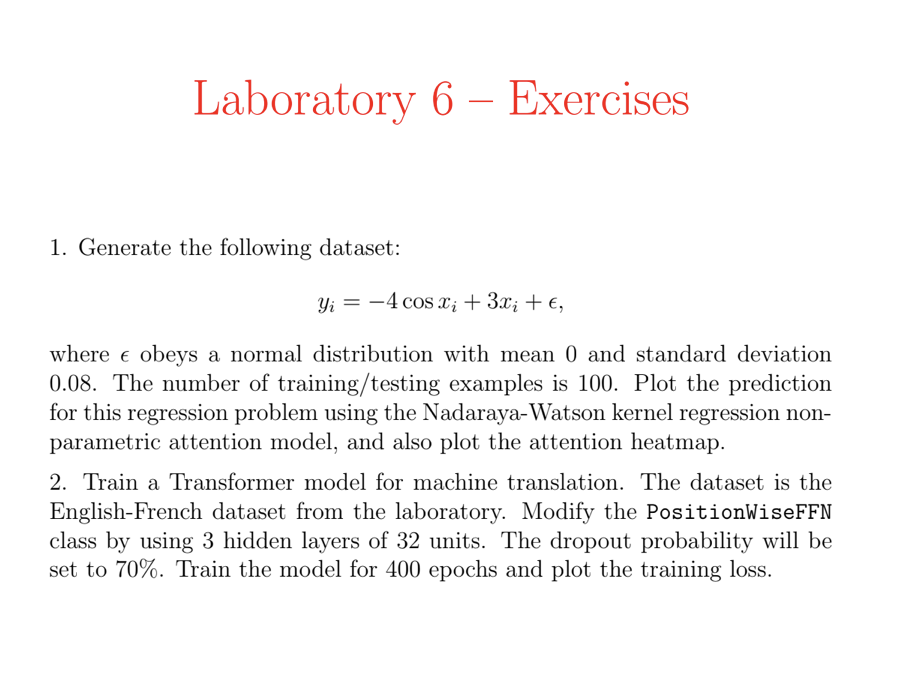 Laboratory 6 – Exercises
1. Generate the following dataset:
y_i = −4 cos x_i + 3x_i + ϵ,
where ϵ obeys a normal distribution with mean 0 and standard deviation
0.08. The number of training/testing examples is 100. Plot the prediction
for this regression problem using the Nadaraya-Watson kernel regression non-
parametric attention model, and also plot the attention heatmap.
2. Train a Transformer model for machine translation. The dataset is the
English-French dataset from the laboratory. Modify the PositionWiseFFN
class by using 3 hidden layers of 32 units. The dropout probability will be
set to 70%. Train the model for 400 epochs and plot the training loss.